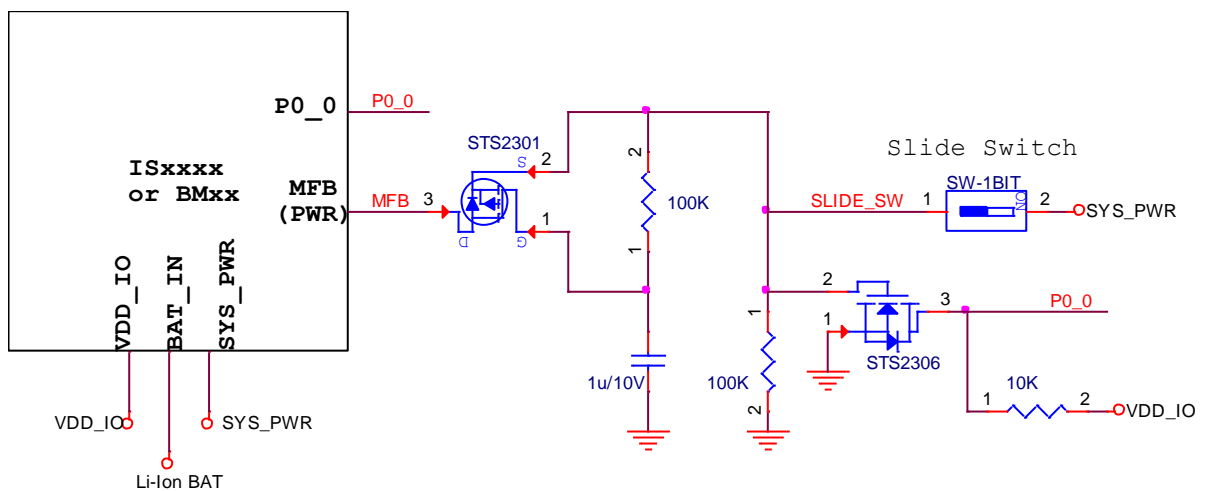 P0_0
P0_0
ISxxxx
or BMxx
MFB
(PWR)
MFB
3
STS2301
S
2
1
D
G
2
100K
1
Slide Switch
SW-1BIT
SLIDE_SW
1
NO
2
SYS_PWR
VDD_IO
BAT_IN
SYS_PWR
VDD_IO
SYS_PWR
Li-Ion BAT
1u/10V
1
100K
2
2
1
3
STS2306
P0_0
10K
1
2
VDD_IO